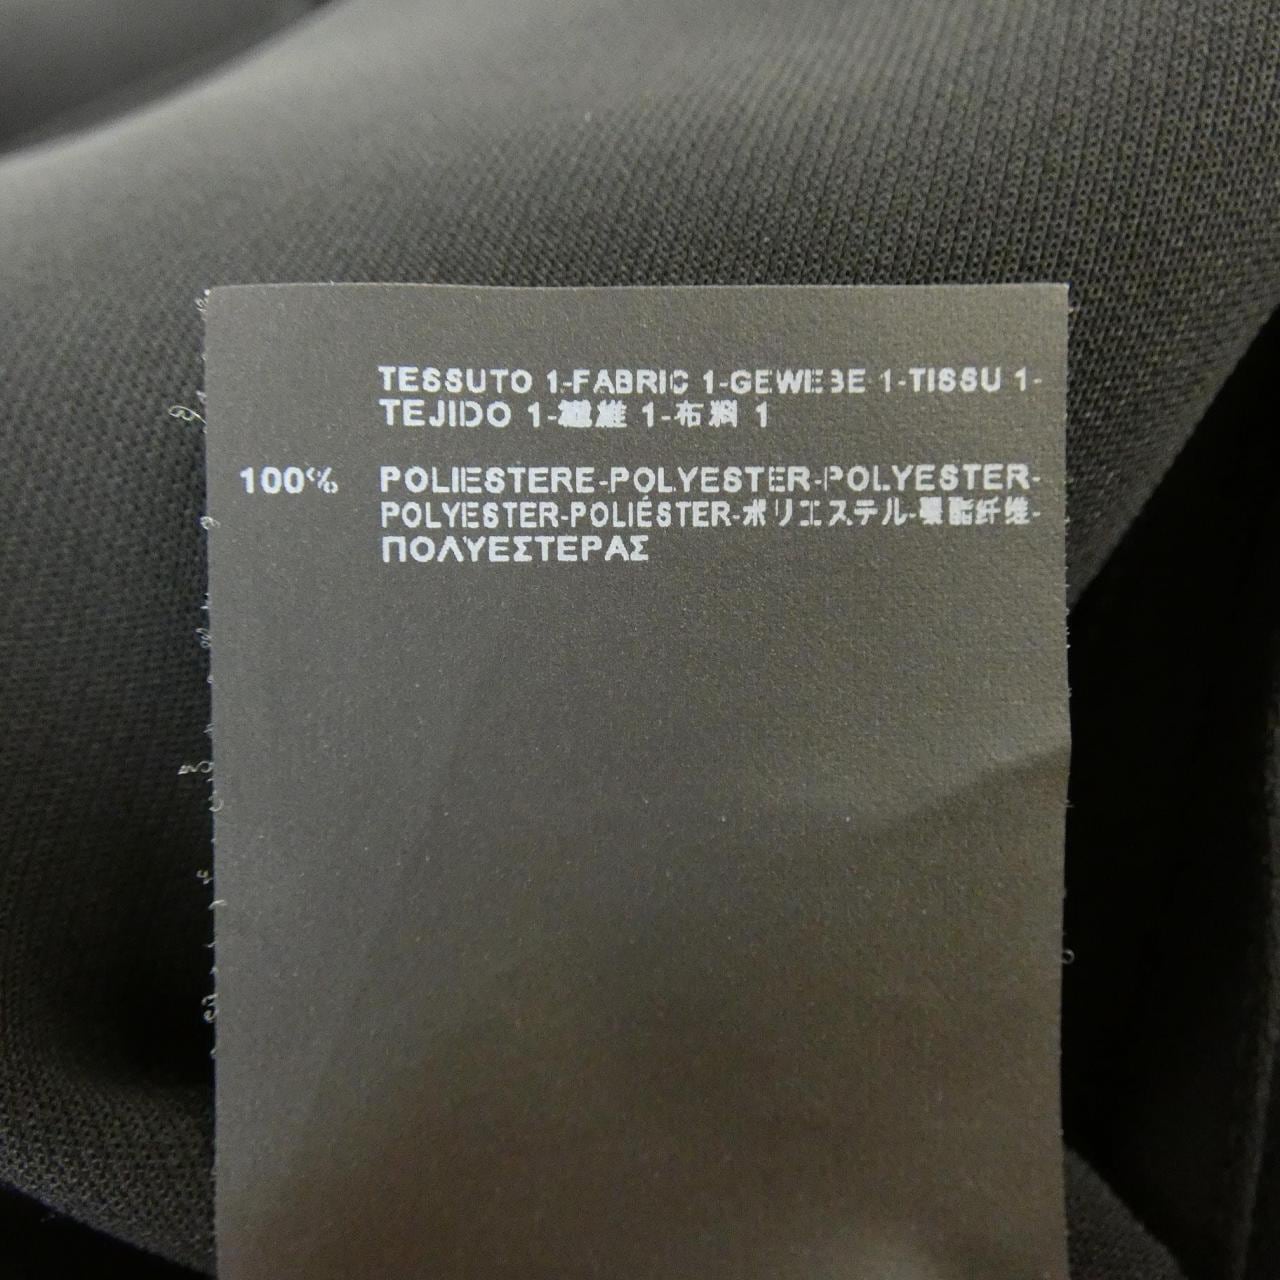 TESSUTO 1-FABRIC 1-GEWEBE 1-TISSU 1-
TEJIDO 1-繊維 1-布料 1
100% POLIESTERE-POLYESTER-POLYESTER-
POLYESTER-POLIÉSTER-ポリエステル-聚酯纤维-
ΠΟΛΥΕΣΤΕΡΑΣ